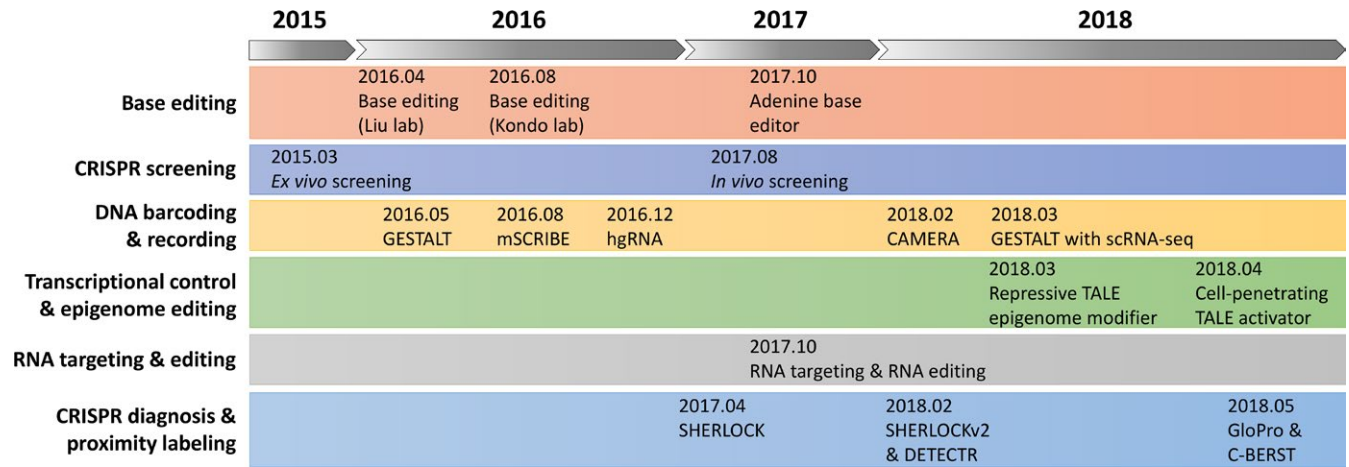 2015 2016 2017 2018
Base editing
2016.04
Base editing
(Liu lab)
2016.08
Base editing
(Kondo lab)
2017.10
Adenine base
editor
CRISPR screening
2015.03
Ex vivo screening
2017.08
In vivo screening
DNA barcoding
& recording
2016.05
GESTALT
2016.08
mSCRIBE
2016.12
hgRNA
2018.02
CAMERA
2018.03
GESTALT with scRNA-seq
Transcriptional control
& epigenome editing
2018.03
Repressive TALE
epigenome modifier
2018.04
Cell-penetrating
TALE activator
RNA targeting & editing
2017.10
RNA targeting & RNA editing
CRISPR diagnosis &
proximity labeling
2017.04
SHERLOCK
2018.02
SHERLOCKv2
& DETECTR
2018.05
GloPro &
C-BERST